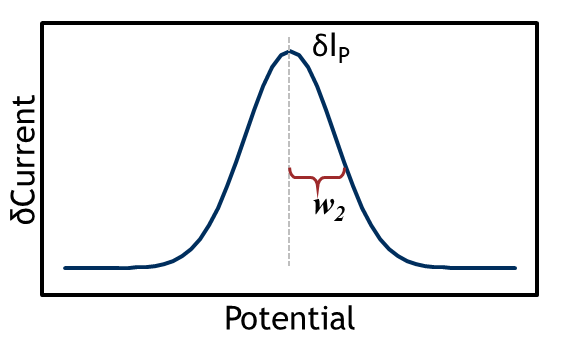 δI_P
w_2
δCurrent
Potential